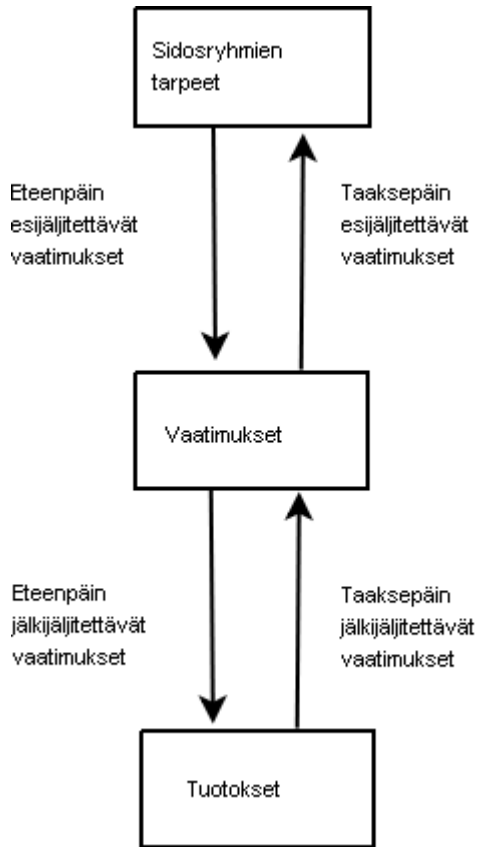 Sidosryhmien
tarpeet
Eteenpäin
esijäljitettävät
vaatimukset
Taaksepäin
esijäljitettävät
vaatimukset
Vaatimukset
Eteenpäin
jälkijäljitettävät
vaatimukset
Taaksepäin
jälkijäljitettävät
vaatimukset
Tuotokset